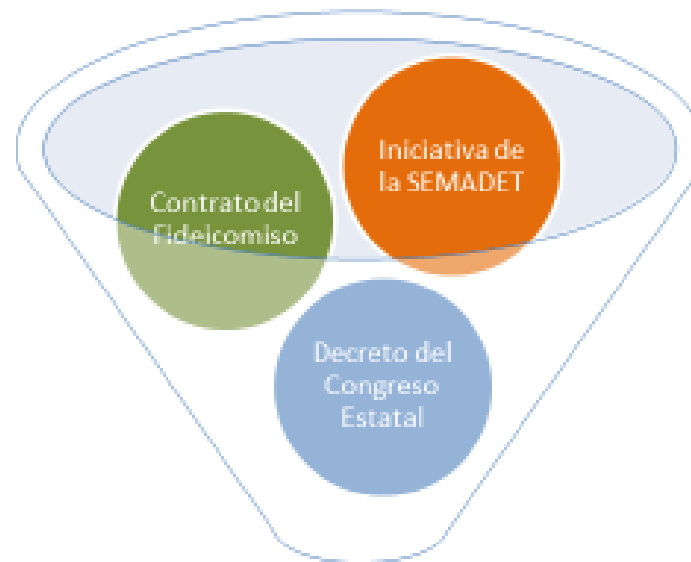 Iniciativa de
la SEMADET
Contrato del
Fideicomiso
Decreto del
Congreso
Estatal